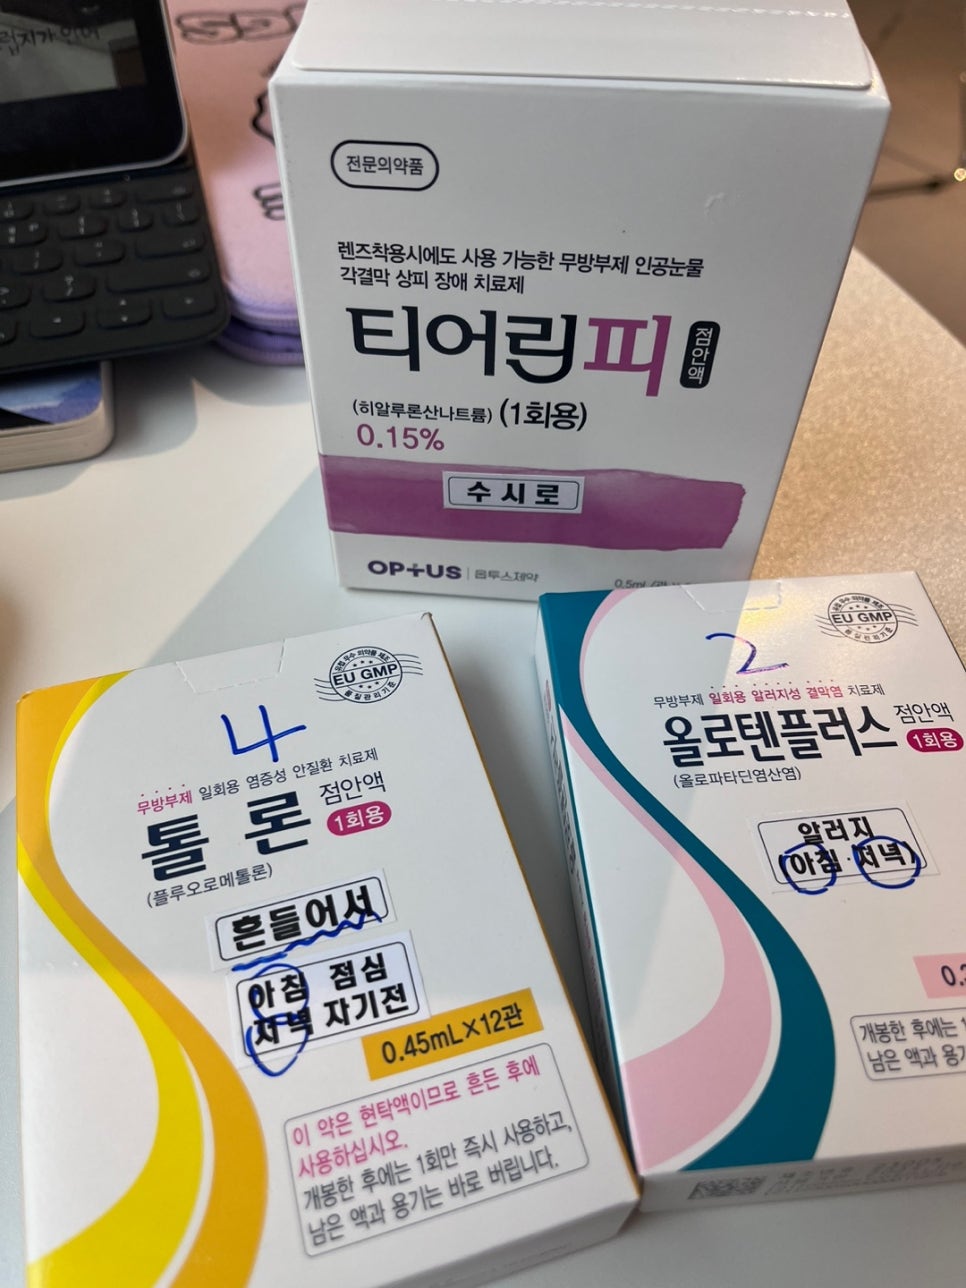 전문의약품
렌즈착용시에도 사용 가능한 무방부제 인공눈물
각결막 상피 장애 치료제
티어린피 점안액
(히알루론산나트륨) (1회용)
0.15%
수시로
OPTUS 옵투스제약
EU GMP
4
무방부제 일회용 염증성 안질환 치료제
톨론 점안액
1회용
(플루오로메톨론)
흔들어서
아침 점심
저녁 자기전
0.45mL×12관
이 약은 현탁액이므로 흔든 후에
사용하십시오.
개봉한 후에는 1회만 즉시 사용하고,
남은 액과 용기는 바로 버립니다.
EU GMP
2
무방부제 일회용 알러지성 결막염 치료제
올로텐플러스 점안액
1회용
(올로파타딘염산염)
알러지
(아침·저녁)
개봉한 후에는
남은 액과